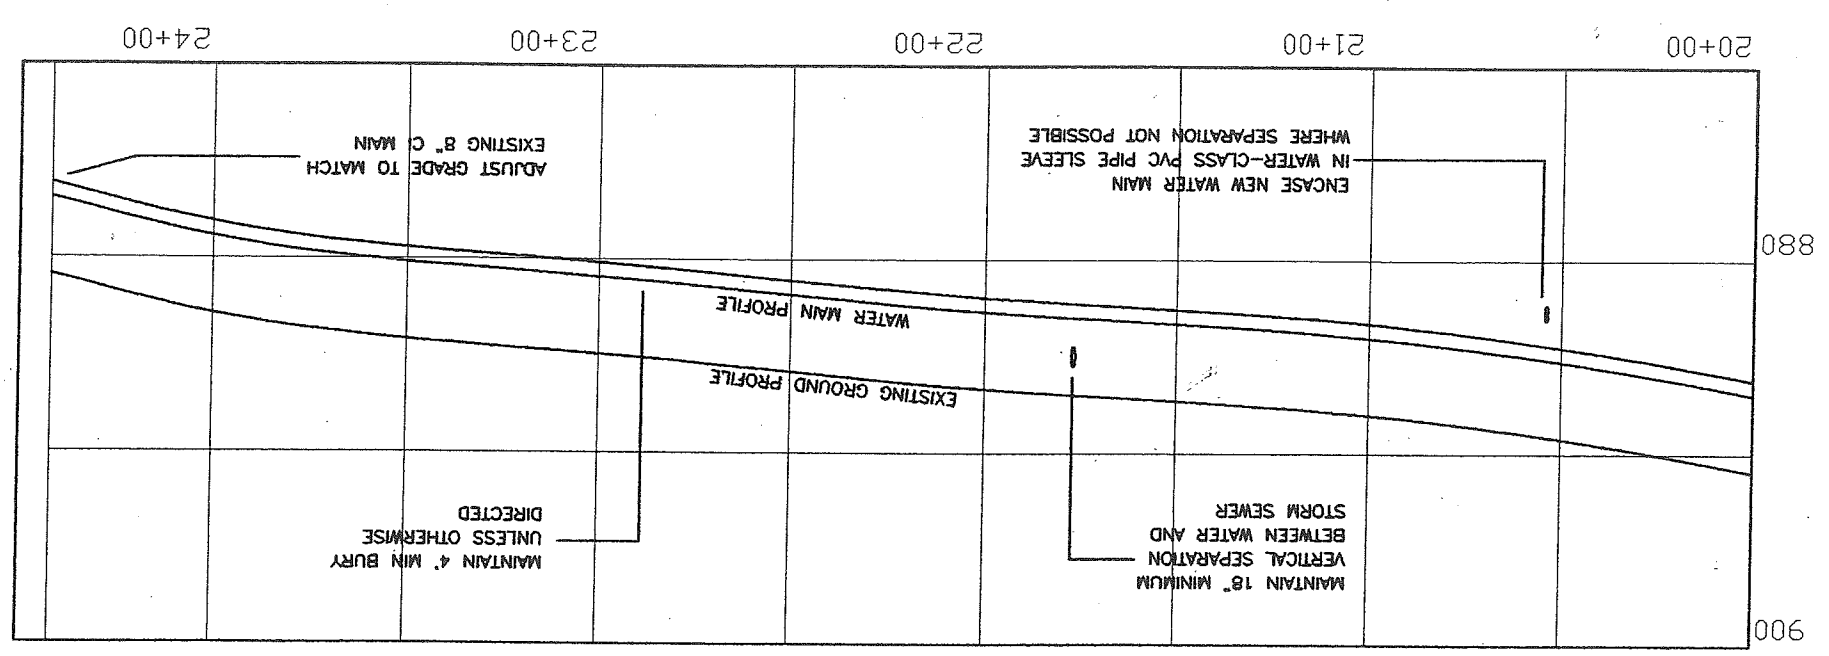 900
MAINTAIN 18" MINIMUM
VERTICAL SEPARATION
BETWEEN WATER AND
STORM SEWER
MAINTAIN 4' MIN BURY
UNLESS OTHERWISE
DIRECTED
EXISTING GROUND PROFILE
WATER MAIN PROFILE
880
ENCASE NEW WATER MAIN
IN WATER-CLASS PVC PIPE SLEEVE
WHERE SEPARATION NOT POSSIBLE
ADJUST GRADE TO MATCH
EXISTING 8" CI MAIN
20+00
21+00
22+00
23+00
24+00